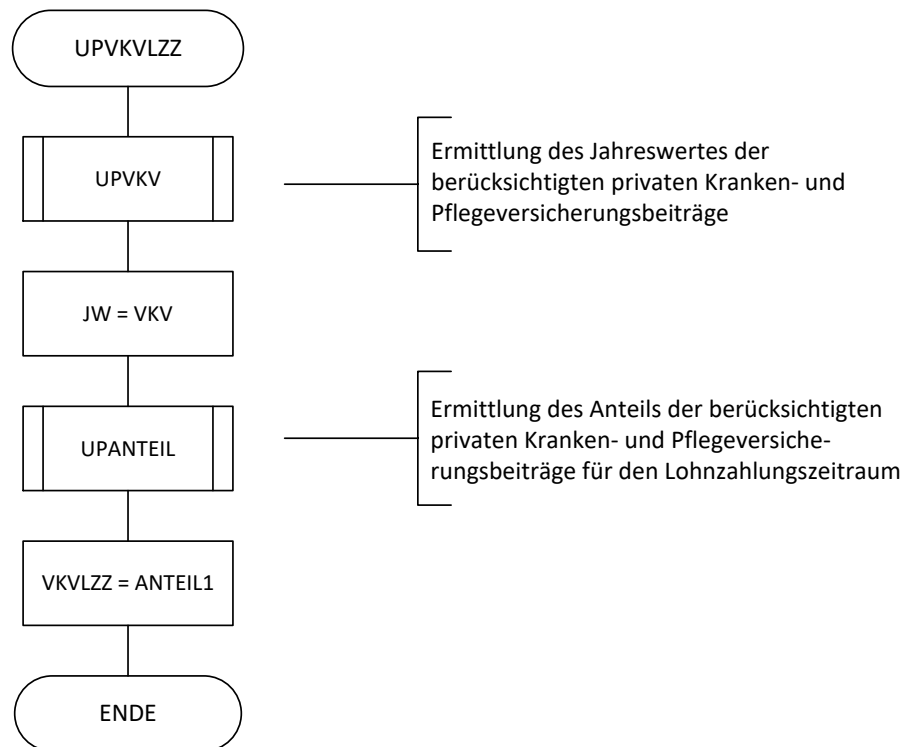 UPVKVLZZ
UPVKV
Ermittlung des Jahreswertes der
berücksichtigten privaten Kranken- und
Pflegeversicherungsbeiträge
JW = VKV
UPANTEIL
Ermittlung des Anteils der berücksichtigten
privaten Kranken- und Pflegeversiche-
rungsbeiträge für den Lohnzahlungszeitraum
VKVLZZ = ANTEIL1
ENDE